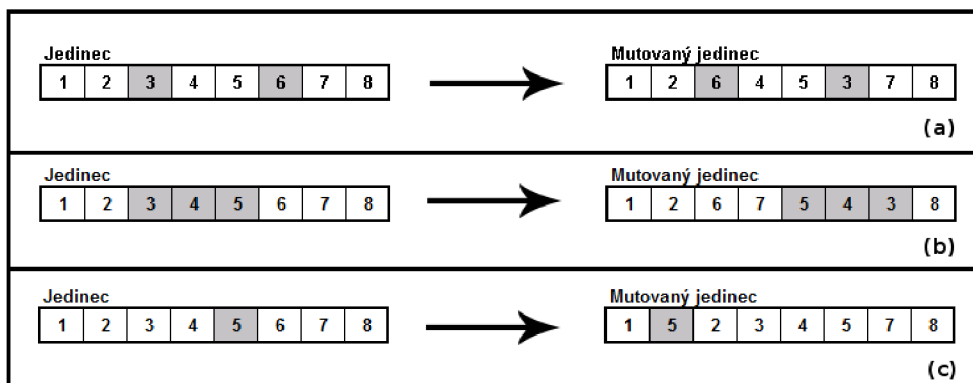 Jedinec
1 2 3 4 5 6 7 8
Mutovaný jedinec
1 2 6 4 5 3 7 8
(a)
Jedinec
1 2 3 4 5 6 7 8
Mutovaný jedinec
1 2 6 7 5 4 3 8
(b)
Jedinec
1 2 3 4 5 6 7 8
Mutovaný jedinec
1 5 2 3 4 5 7 8
(c)